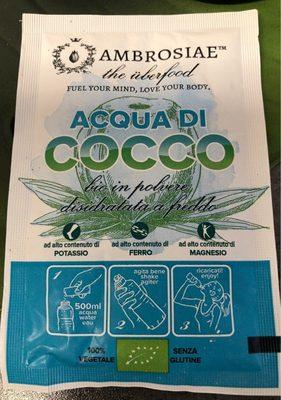 AMBROSIAE™
the überfood
FUEL YOUR MIND, LOVE YOUR BODY.
ACQUA DI
COCCO
bio in polvere
disidratata a freddo
ad alto contenuto di
POTASSIO
ad alto contenuto di
FERRO
ad alto contenuto di
MAGNESIO
500ml
acqua
water
eau
1
agita bene
shake
agiter
2
ricaricati!
enjoy!
3
100%
VEGETALE
SENZA
GLUTINE